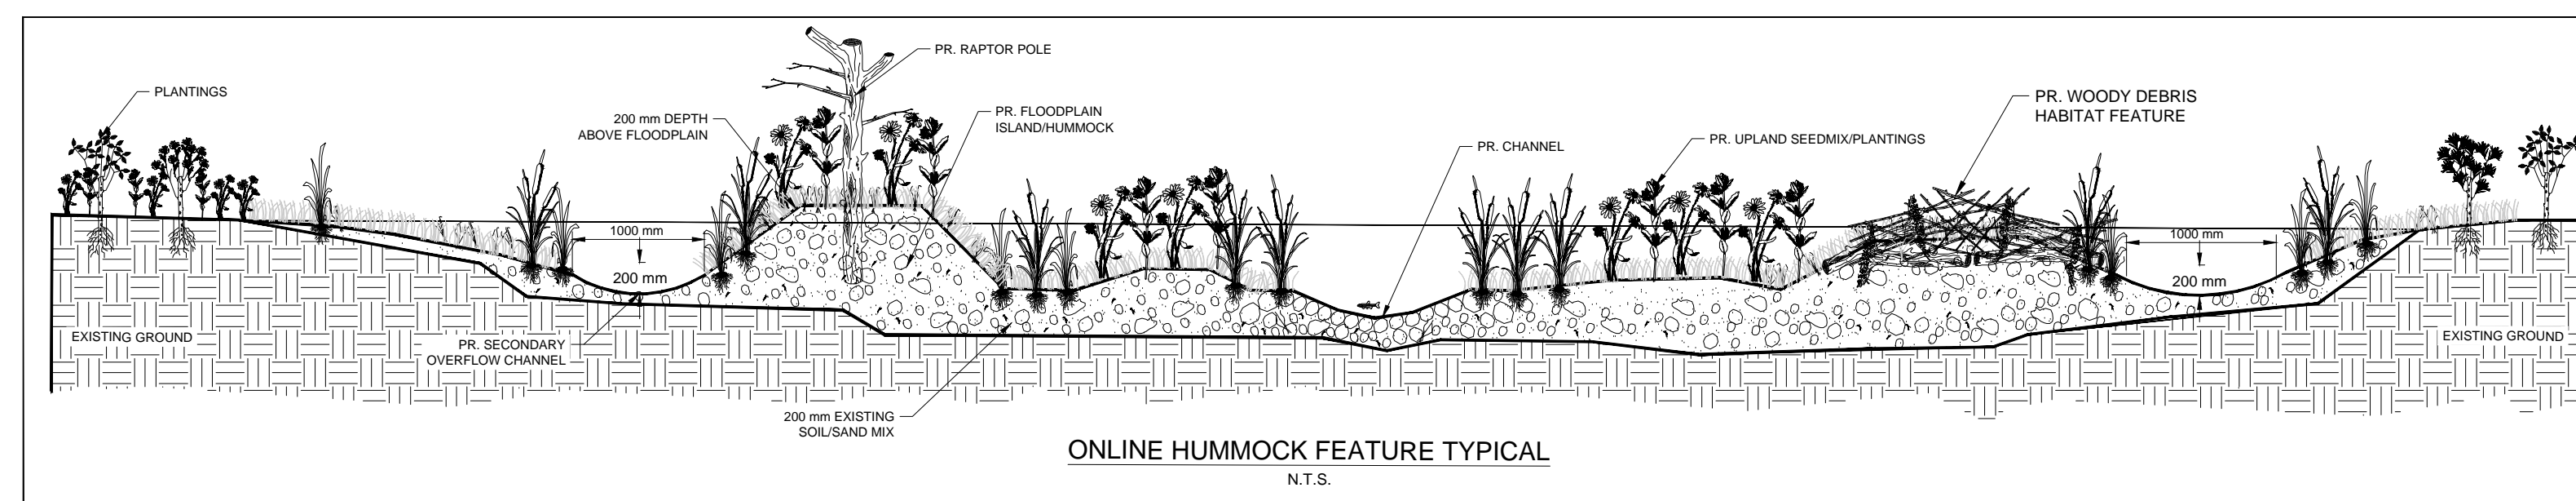 PLANTINGS
PR. RAPTOR POLE
200 mm DEPTH
ABOVE FLOODPLAIN
PR. FLOODPLAIN
ISLAND/HUMMOCK
PR. CHANNEL
PR. UPLAND SEEDMIX/PLANTINGS
PR. WOODY DEBRIS
HABITAT FEATURE
1000 mm
200 mm
1000 mm
200 mm
EXISTING GROUND
PR. SECONDARY
OVERFLOW CHANNEL
EXISTING GROUND
200 mm EXISTING
SOIL/SAND MIX
ONLINE HUMMOCK FEATURE TYPICAL
N.T.S.